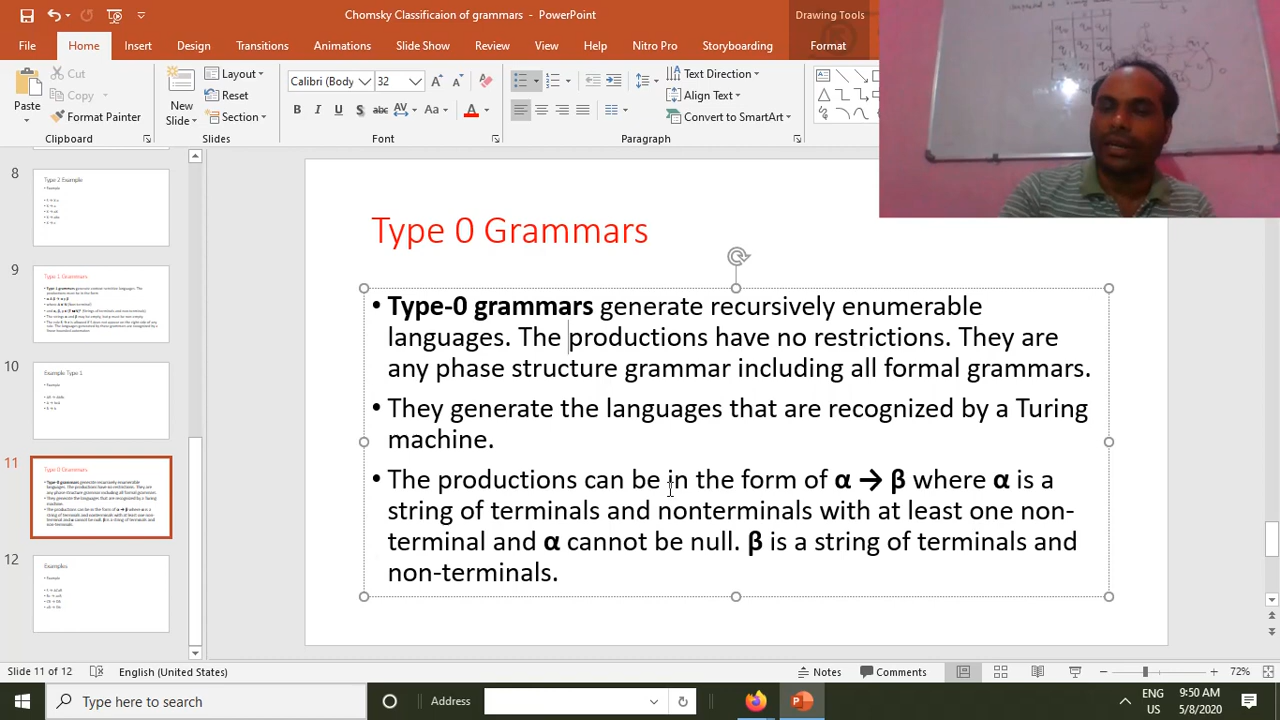 Chomsky Classificaion of grammars - PowerPoint
Drawing Tools
File Home Insert Design Transitions Animations Slide Show Review View Nitro Pro Storyboarding Format
Paste
Cut
Copy
Format Painter
Clipboard
New Slide
Layout
Reset
Section
Slides
Calibri (Body) 32
B I U S abc AV Aa A
Font
Text Direction
Align Text
Convert to SmartArt
Paragraph
8
Type 2 Example
9
Type 1 Grammars
10
Example Type 1
11
Type 0 Grammars
12
Examples
Type 0 Grammars
• Type-0 grammars generate recursively enumerable
languages. The productions have no restrictions. They are
any phase structure grammar including all formal grammars.
• They generate the languages that are recognized by a Turing
machine.
• The productions can be in the form of α → β where α is a
string of terminals and nonterminals with at least one non-
terminal and α cannot be null. β is a string of terminals and
non-terminals.
Slide 11 of 12 English (United States) Notes Comments 72%
Type here to search Address ENG US 9:50 AM 5/8/2020